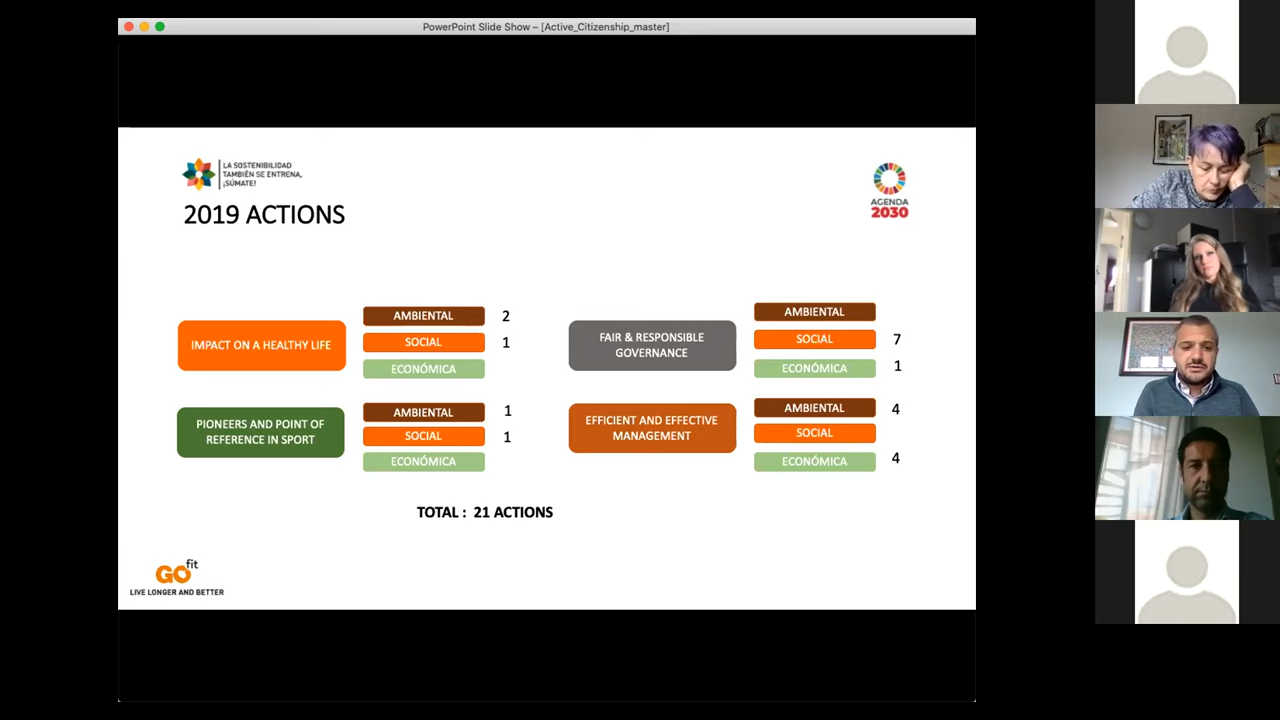 PowerPoint Slide Show – [Active_Citizenship_master]
LA SOSTENIBILIDAD
TAMBIÉN SE ENTRENA,
¡SÚMATE!
2019 ACTIONS
AGENDA
2030
IMPACT ON A HEALTHY LIFE
AMBIENTAL 2
SOCIAL 1
ECONÓMICA
FAIR & RESPONSIBLE
GOVERNANCE
AMBIENTAL
SOCIAL 7
ECONÓMICA 1
PIONEERS AND POINT OF
REFERENCE IN SPORT
AMBIENTAL 1
SOCIAL 1
ECONÓMICA
EFFICIENT AND EFFECTIVE
MANAGEMENT
AMBIENTAL 4
SOCIAL
ECONÓMICA 4
TOTAL : 21 ACTIONS
GO fit
LIVE LONGER AND BETTER